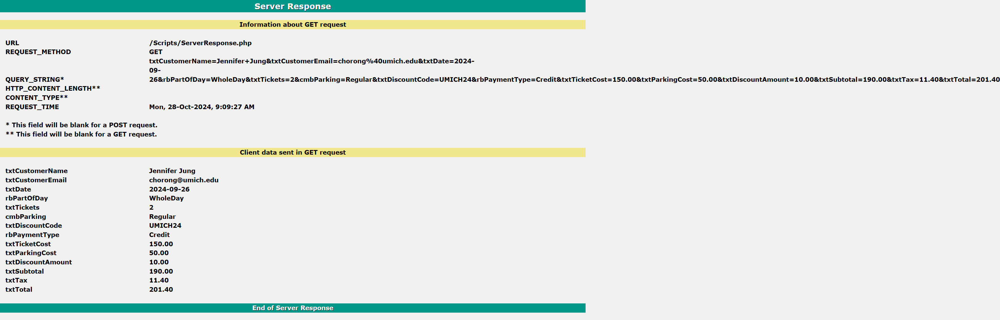 Server Response
Information about GET request
URL /Scripts/ServerResponse.php
REQUEST_METHOD GET
txtCustomerName=Jennifer+Jung&txtCustomerEmail=chorong%40umich.edu&txtDate=2024-
09-
QUERY_STRING* 26&rbPartOfDay=WholeDay&txtTickets=2&cmbParking=Regular&txtDiscountCode=UMICH24&rbPaymentType=Credit&txtTicketCost=150.00&txtParkingCost=50.00&txtDiscountAmount=10.00&txtSubtotal=190.00&txtTax=11.40&txtTotal=201.40
HTTP_CONTENT_LENGTH**
CONTENT_TYPE**
REQUEST_TIME Mon, 28-Oct-2024, 9:09:27 AM
* This field will be blank for a POST request.
** This field will be blank for a GET request.
Client data sent in GET request
txtCustomerName Jennifer Jung
txtCustomerEmail chorong@umich.edu
txtDate 2024-09-26
rbPartOfDay WholeDay
txtTickets 2
cmbParking Regular
txtDiscountCode UMICH24
rbPaymentType Credit
txtTicketCost 150.00
txtParkingCost 50.00
txtDiscountAmount 10.00
txtSubtotal 190.00
txtTax 11.40
txtTotal 201.40
End of Server Response